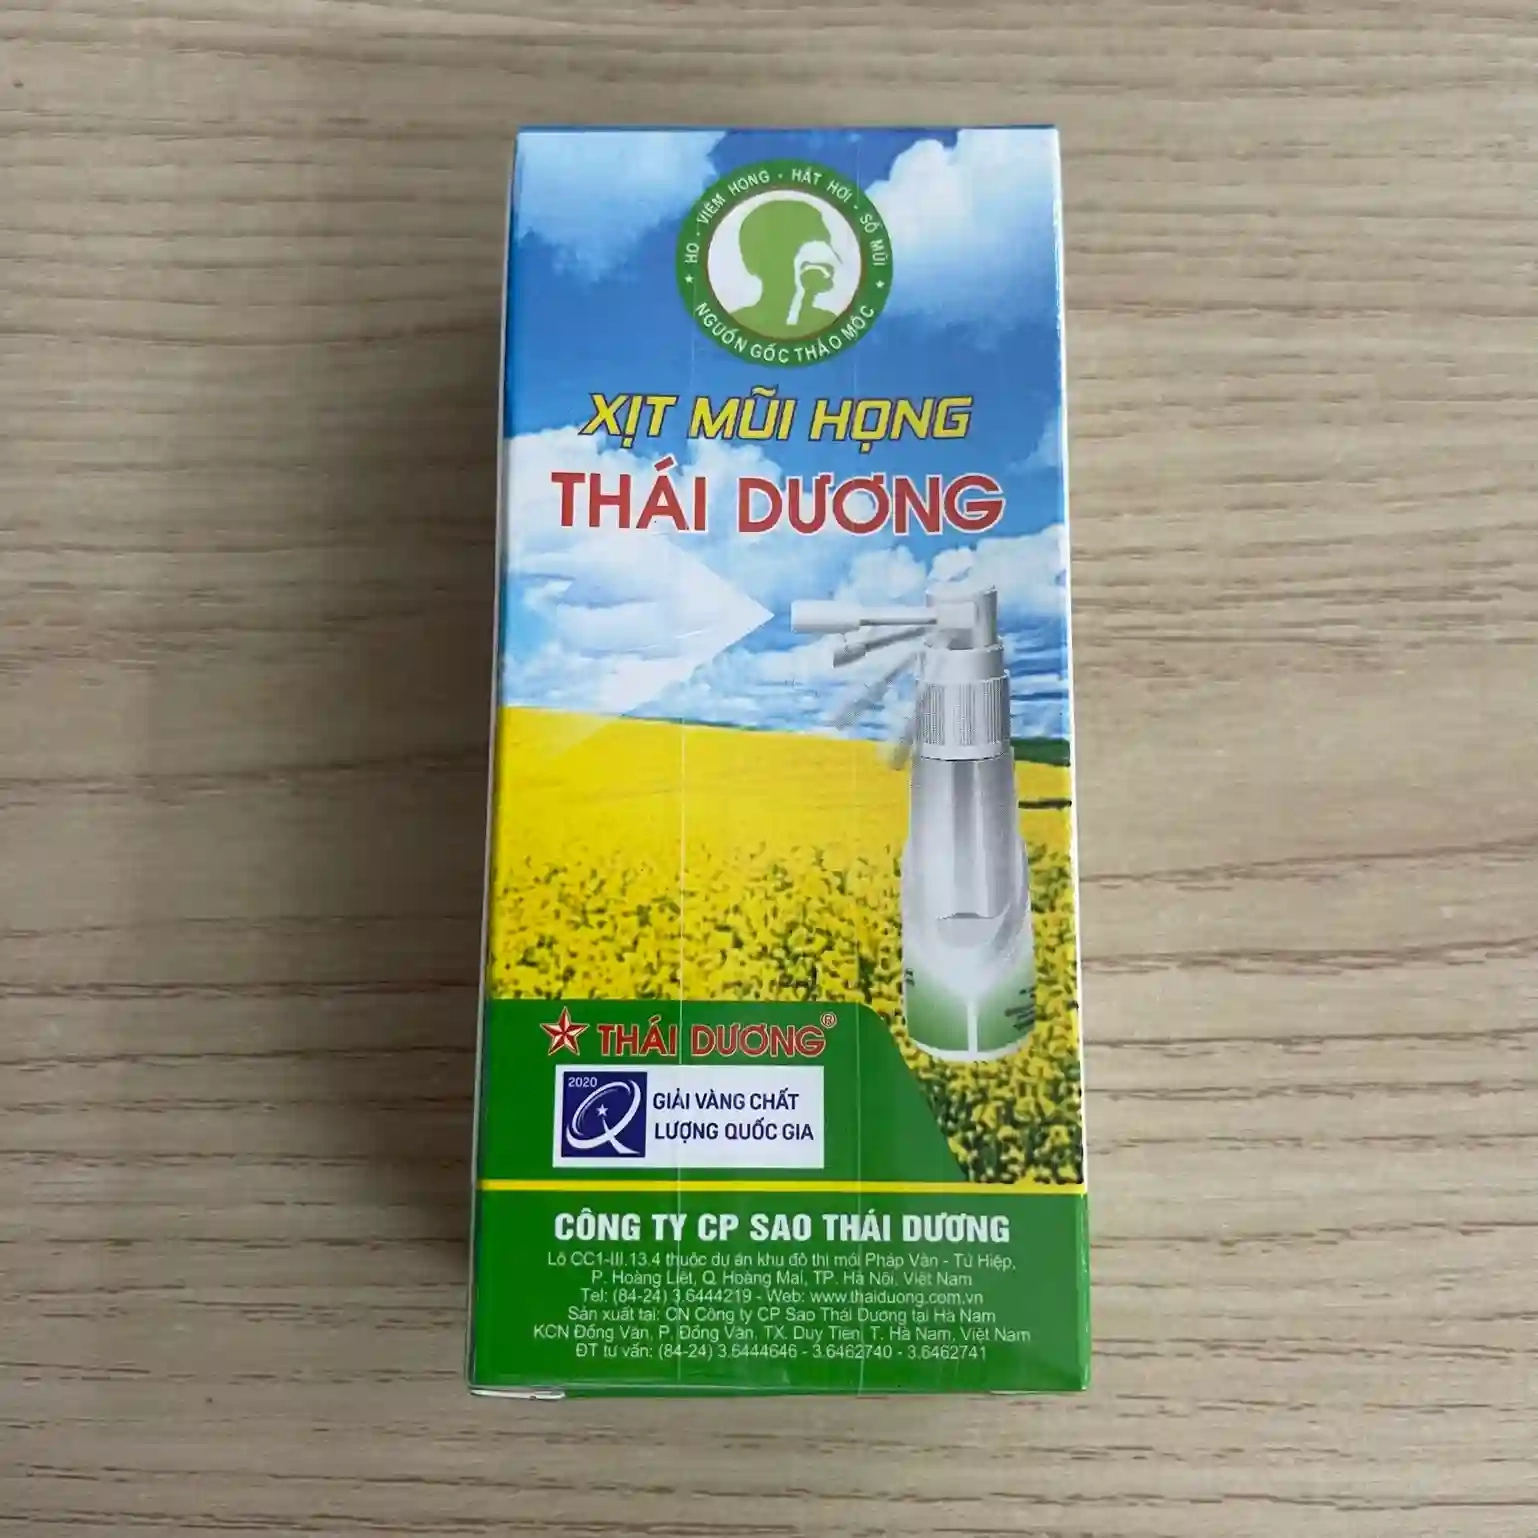 HO - VIÊM HỌNG - HẮT HƠI - SỔ MŨI
NGUỒN GỐC THẢO MỘC
XỊT MŨI HỌNG
THÁI DƯƠNG
THÁI DƯƠNG®
2020
GIẢI VÀNG CHẤT
LƯỢNG QUỐC GIA
CÔNG TY CP SAO THÁI DƯƠNG
Lô CC1-III.13.4 thuộc dự án khu đô thị mới Pháp Vân - Tứ Hiệp,
P. Hoàng Liệt, Q. Hoàng Mai, TP. Hà Nội, Việt Nam
Tel: (84-24) 3.6444219 - Web: www.thaiduong.com.vn
Sản xuất tại: CN Công ty CP Sao Thái Dương tại Hà Nam
KCN Đồng Văn, P. Đồng Văn, TX. Duy Tiên, T. Hà Nam, Việt Nam
ĐT tư vấn: (84-24) 3.6444646 - 3.6462740 - 3.6462741